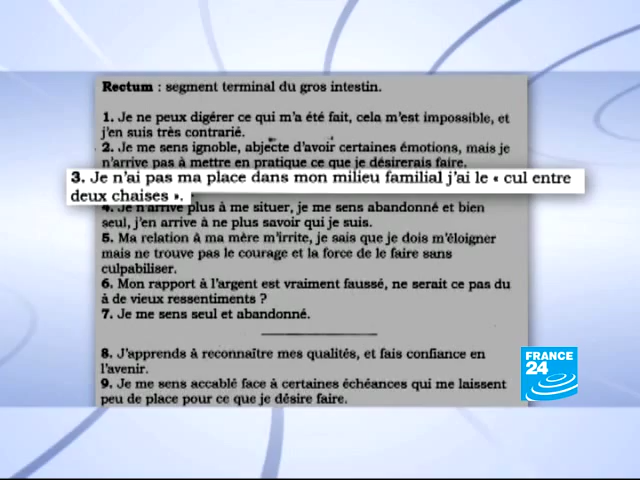 Rectum : segment terminal du gros intestin.
1. Je ne peux digérer ce qui m'a été fait, cela m'est impossible, et
j'en suis très contrarié.
2. Je me sens ignoble, abjecte d'avoir certaines émotions, mais je
n'arrive pas à mettre en pratique ce que je désirerais faire.
3. Je n'ai pas ma place dans mon milieu familial j'ai le « cul entre
deux chaises ».
4. Je n'arrive plus à me situer, je me sens abandonné et bien
seul, j'en arrive à ne plus savoir qui je suis.
5. Ma relation à ma mère m'irrite, je sais que je dois m'éloigner
mais ne trouve pas le courage et la force de le faire sans
culpabiliser.
6. Mon rapport à l'argent est vraiment faussé, ne serait ce pas du
à de vieux ressentiments ?
7. Je me sens seul et abandonné.
8. J'apprends à reconnaître mes qualités, et fais confiance en
l'avenir.
9. Je me sens accablé face à certaines échéances qui me laissent
peu de place pour ce que je désire faire.
FRANCE
24